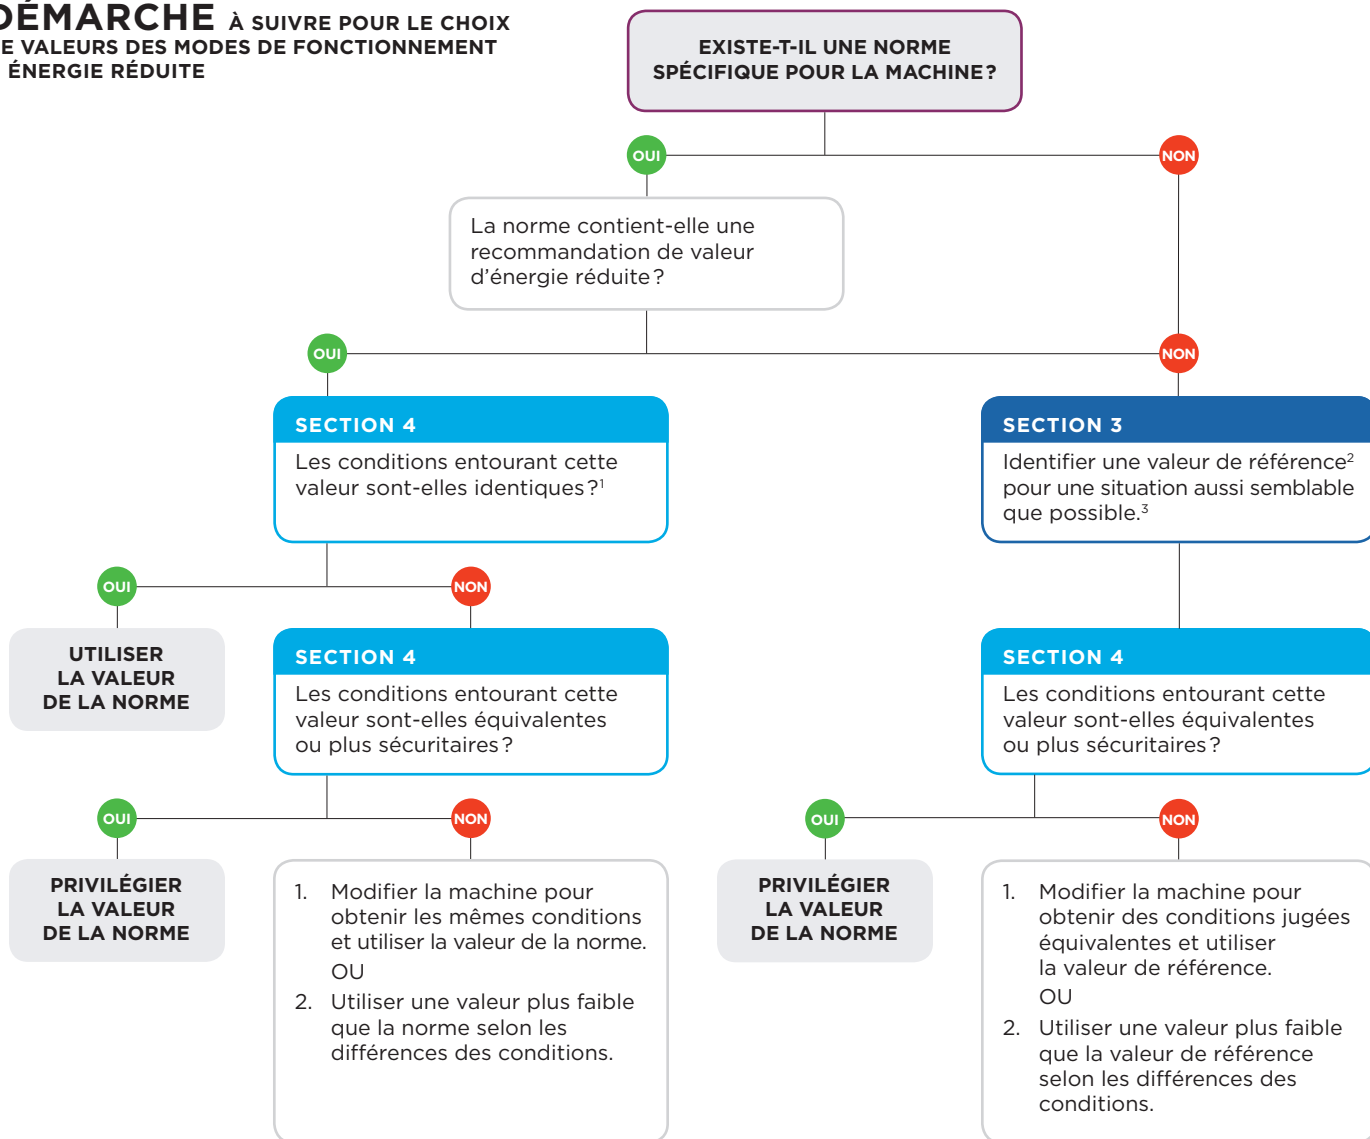 DÉMARCHE À SUIVRE POUR LE CHOIX
E VALEURS DES MODES DE FONCTIONNEMENT
ÉNERGIE RÉDUITE
EXISTE-T-IL UNE NORME
SPÉCIFIQUE POUR LA MACHINE ?
OUI
NON
La norme contient-elle une
recommandation de valeur
d'énergie réduite ?
OUI
NON
SECTION 4
Les conditions entourant cette
valeur sont-elles identiques ?¹
SECTION 3
Identifier une valeur de référence²
pour une situation aussi semblable
que possible.³
OUI
NON
UTILISER
LA VALEUR
DE LA NORME
SECTION 4
Les conditions entourant cette
valeur sont-elles équivalentes
ou plus sécuritaires ?
SECTION 4
Les conditions entourant cette
valeur sont-elles équivalentes
ou plus sécuritaires ?
OUI
NON
OUI
NON
PRIVILÉGIER
LA VALEUR
DE LA NORME
1. Modifier la machine pour
obtenir les mêmes conditions
et utiliser la valeur de la norme.
OU
2. Utiliser une valeur plus faible
que la norme selon les
différences des conditions.
PRIVILÉGIER
LA VALEUR
DE LA NORME
1. Modifier la machine pour
obtenir des conditions jugées
équivalentes et utiliser
la valeur de référence.
OU
2. Utiliser une valeur plus faible
que la valeur de référence
selon les différences des
conditions.